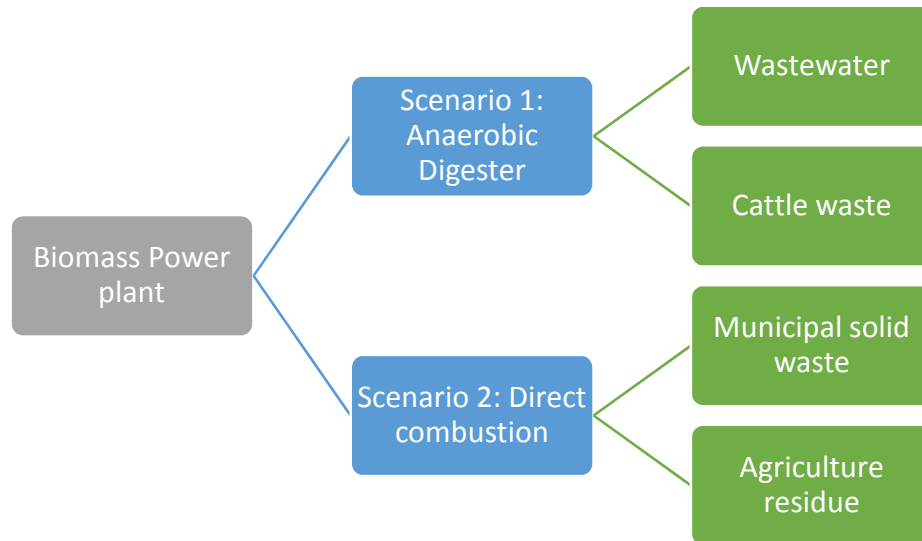 Biomass Power
plant
Scenario 1:
Anaerobic
Digester
Wastewater
Cattle waste
Scenario 2: Direct
combustion
Municipal solid
waste
Agriculture
residue